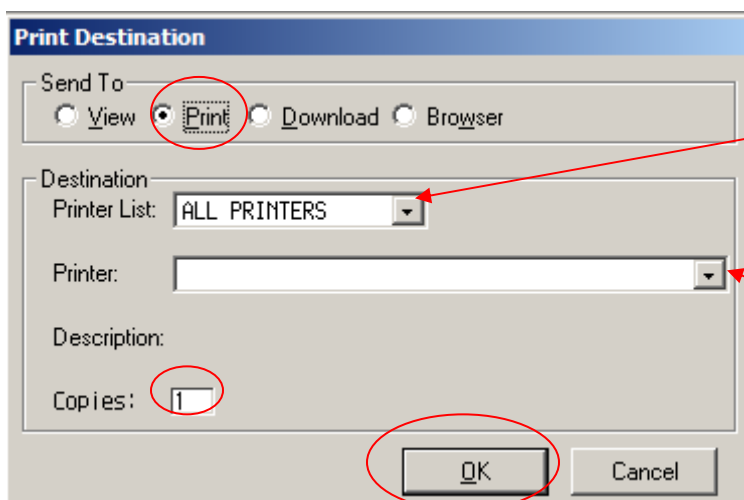 Print Destination
Send To
View Print Download Browser
Destination
Printer List: ALL PRINTERS
Printer:
Description:
Copies: 1
OK Cancel